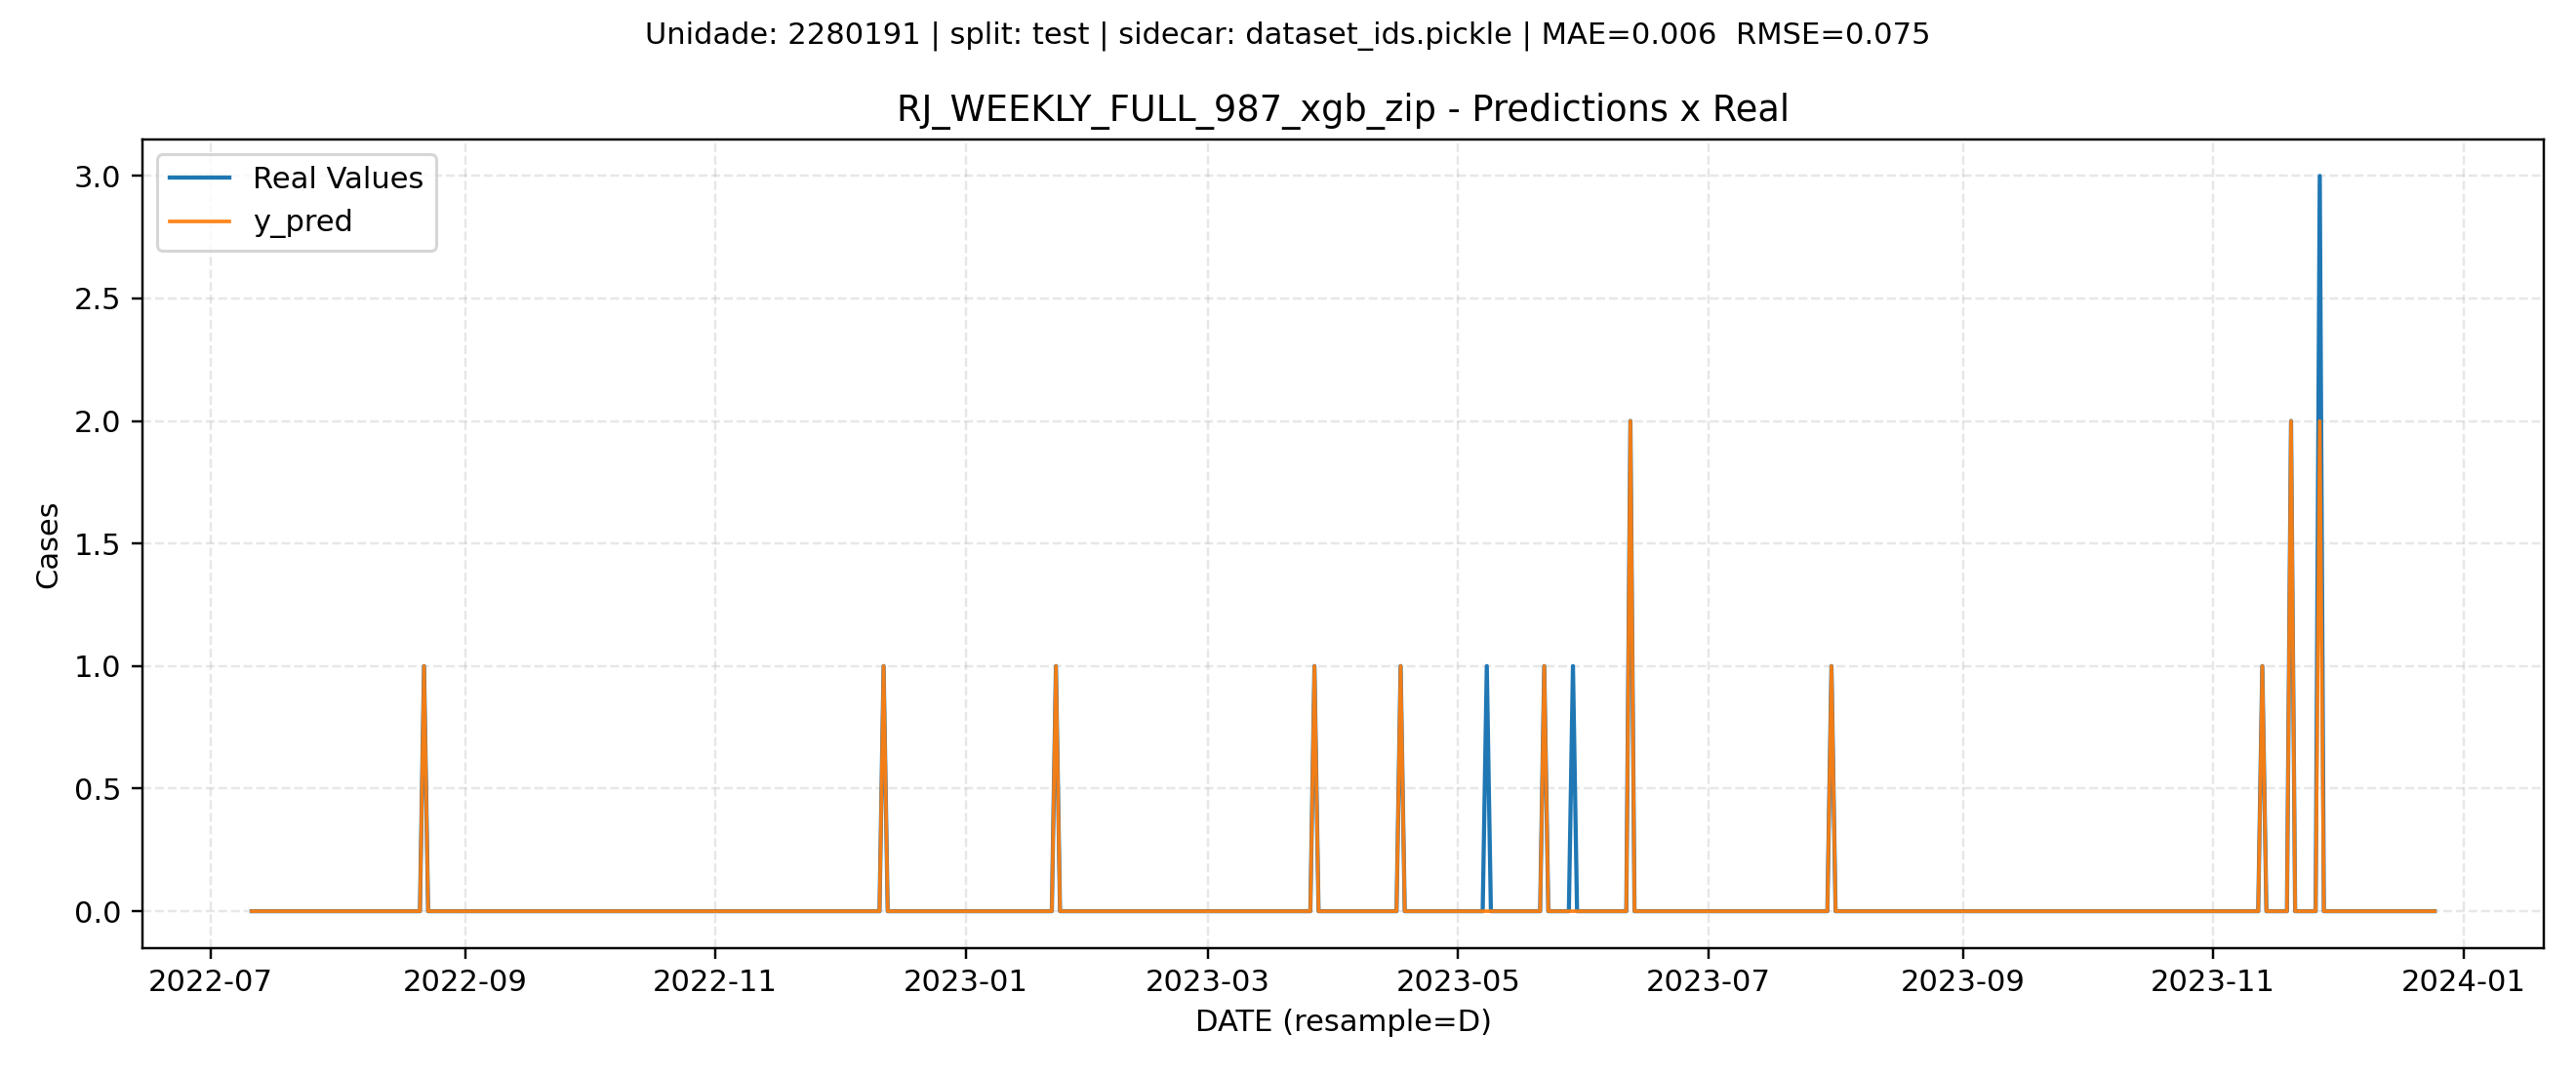 Unidade: 2280191 | split: test | sidecar: dataset_ids.pickle | MAE=0.006  RMSE=0.075
RJ_WEEKLY_FULL_987_xgb_zip - Predictions x Real
Real Values
y_pred
3.0
2.5
2.0
1.5
1.0
0.5
0.0
Cases
2022-07
2022-09
2022-11
2023-01
2023-03
2023-05
2023-07
2023-09
2023-11
2024-01
DATE (resample=D)